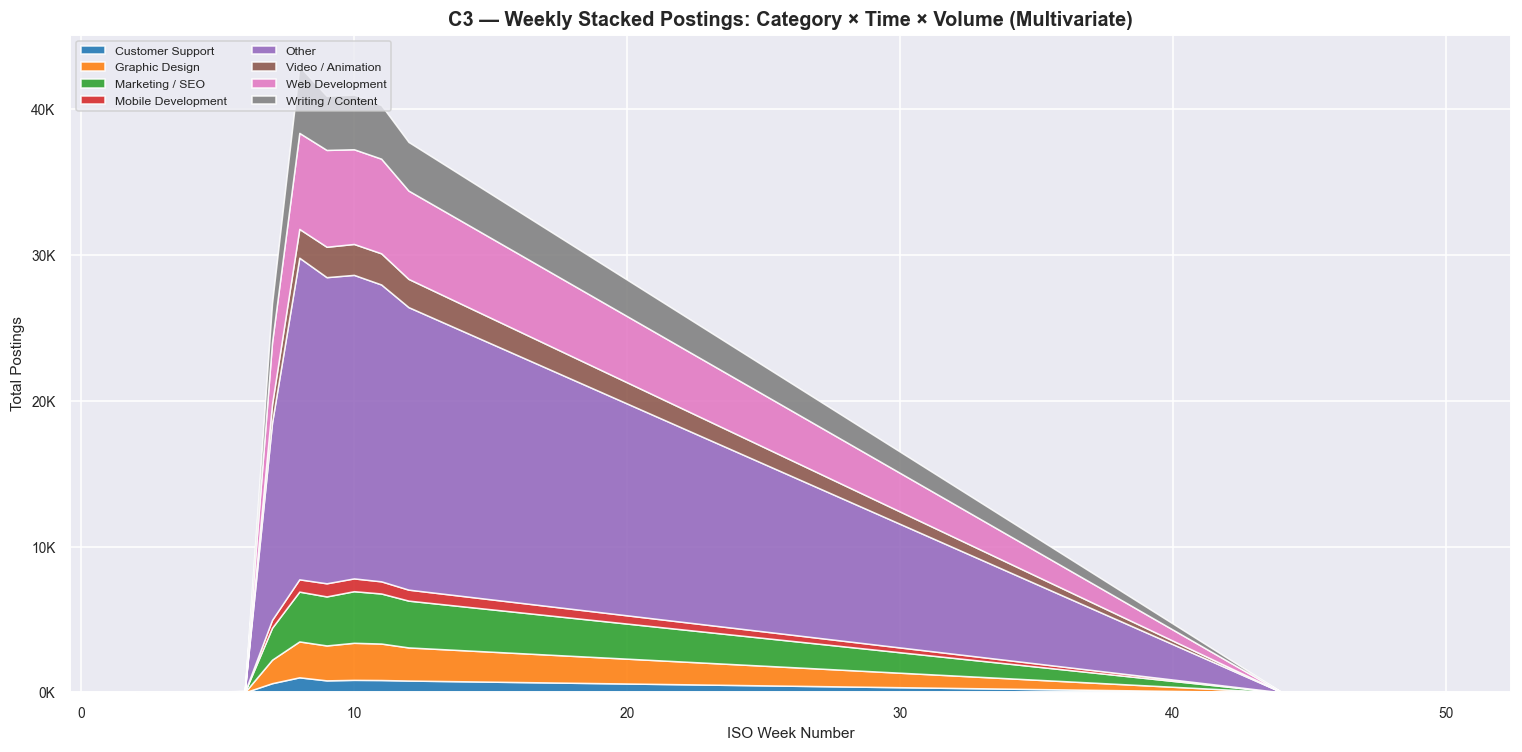 C3 — Weekly Stacked Postings: Category × Time × Volume (Multivariate)
Customer Support
Graphic Design
Marketing / SEO
Mobile Development
Other
Video / Animation
Web Development
Writing / Content
Total Postings
40K
30K
20K
10K
0K
0 10 20 30 40 50
ISO Week Number